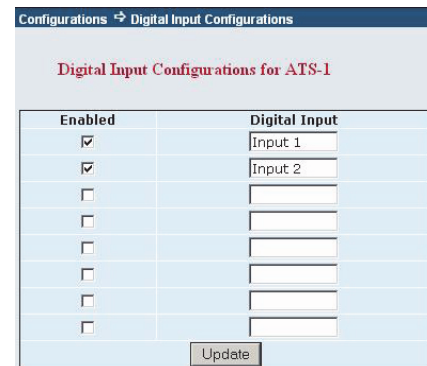 Configurations ⇨ Digital Input Configurations
Digital Input Configurations for ATS-1
Enabled Digital Input
Input 1
Input 2
Update